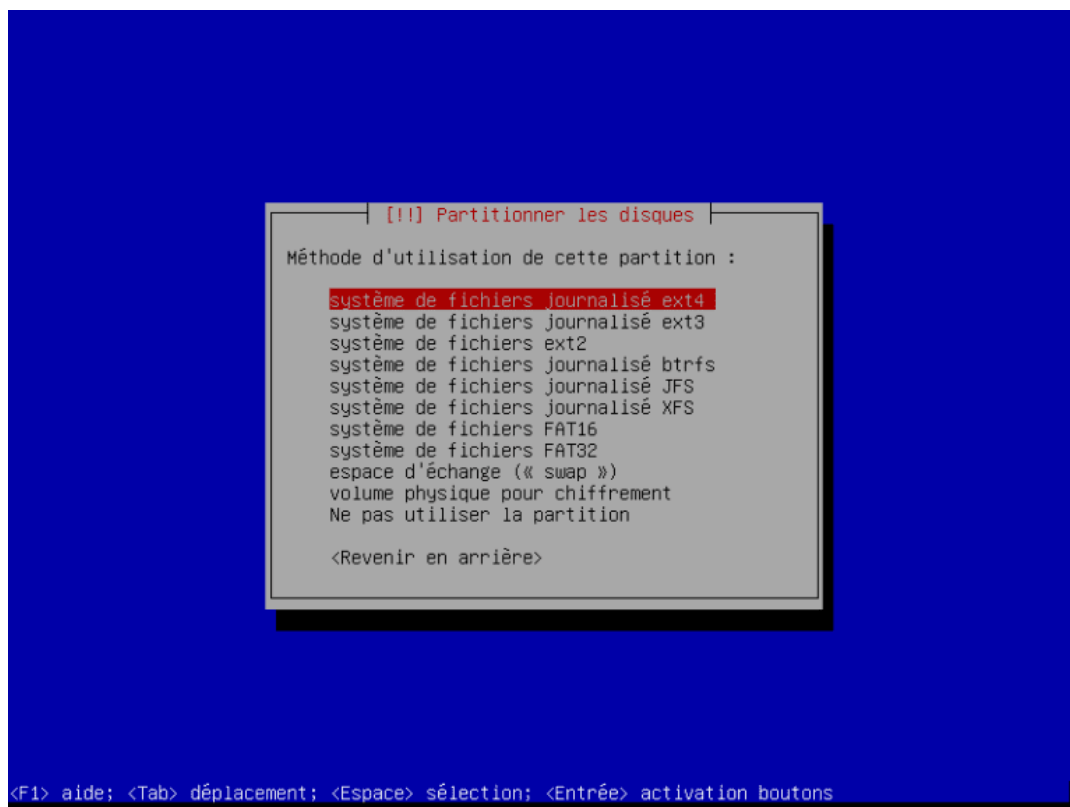 [!!] Partitionner les disques
Méthode d'utilisation de cette partition :
système de fichiers journalisé ext4
système de fichiers journalisé ext3
système de fichiers ext2
système de fichiers journalisé btrfs
système de fichiers journalisé JFS
système de fichiers journalisé XFS
système de fichiers FAT16
système de fichiers FAT32
espace d'échange (« swap »)
volume physique pour chiffrement
Ne pas utiliser la partition
<Revenir en arrière>
<F1> aide; <Tab> déplacement; <Espace> sélection; <Entrée> activation boutons